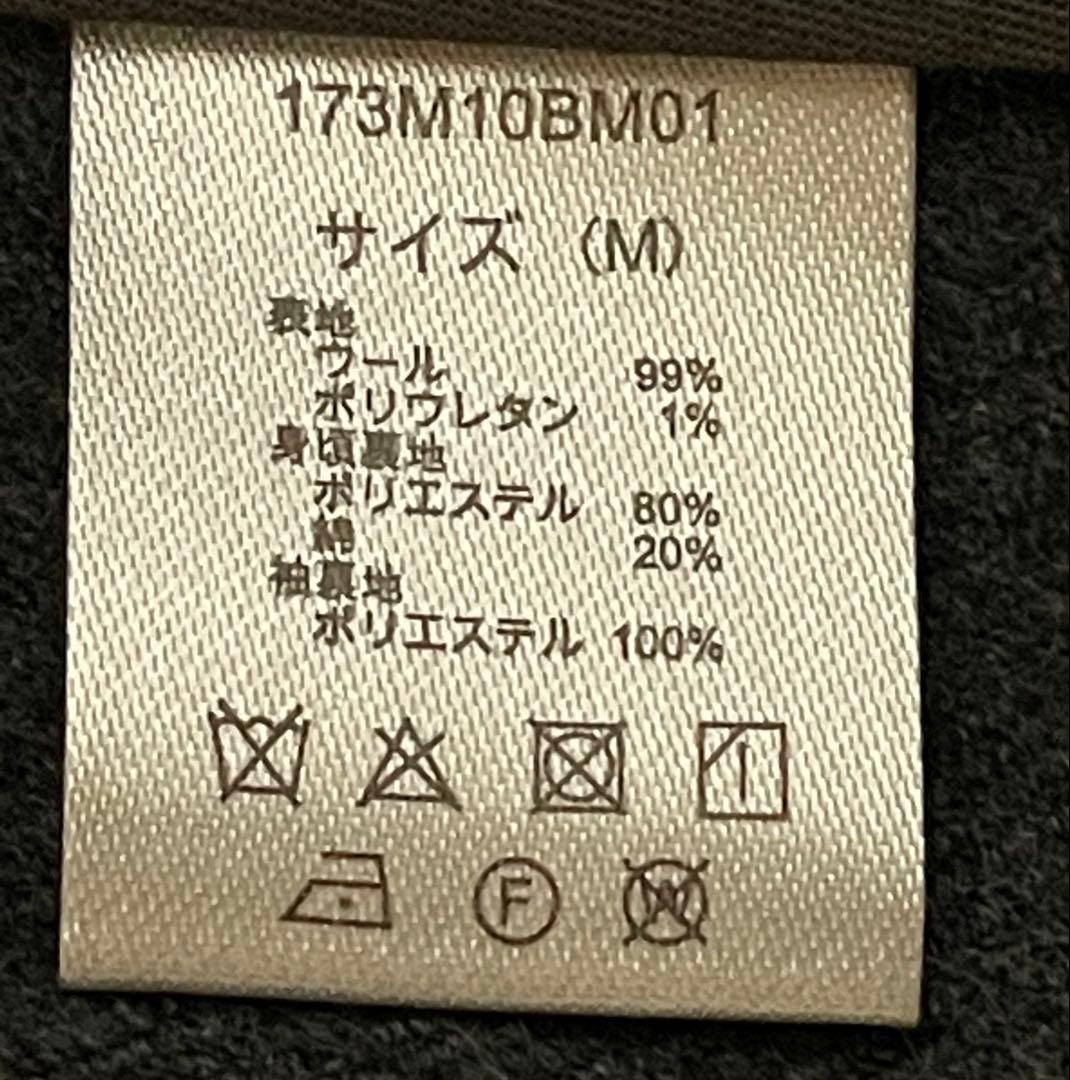 173M10BM01
サイズ (M)
表地
ウール 99%
ポリウレタン 1%
身頃裏地
ポリエステル 80%
綿 20%
袖裏地
ポリエステル 100%
F
W